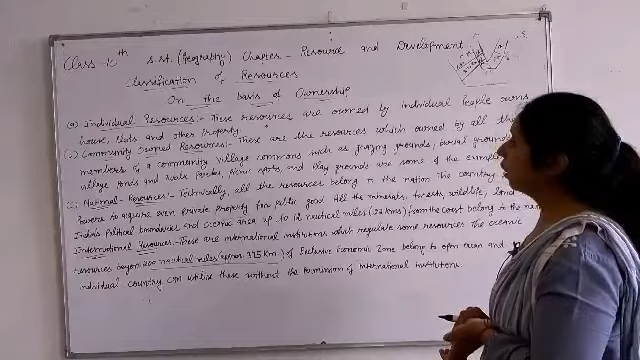 Class - 10th S.St (Geography) Chapter - Resource and Development
Classification of Resources
On the basis of Ownership
(a) Individual Resources:- These resources are owned by individual People owns
house, Plots and other Property.
Community Owned Resources:- These are the resources which owned by all the
members of a community village commons such as grazing grounds, burial grounds
village ponds and Public Parks, Picnic spots and play grounds are some of the
National Resources:- Technically, all the resources belong to the nation. The country
Powers to acquire even private property for public good. All the minerals, forests, wildlife, land
India's Political boundaries and oceanic area up to 12 nautical miles (22 kms) from the Coast belong to the
International Resources:- These are international institutions which regulate some resources. The oceanic
resources beyond 200 nautical miles of Exclusive Economic Zone belong to open ocean and
individual country can utilise these without the permission of International Institutions